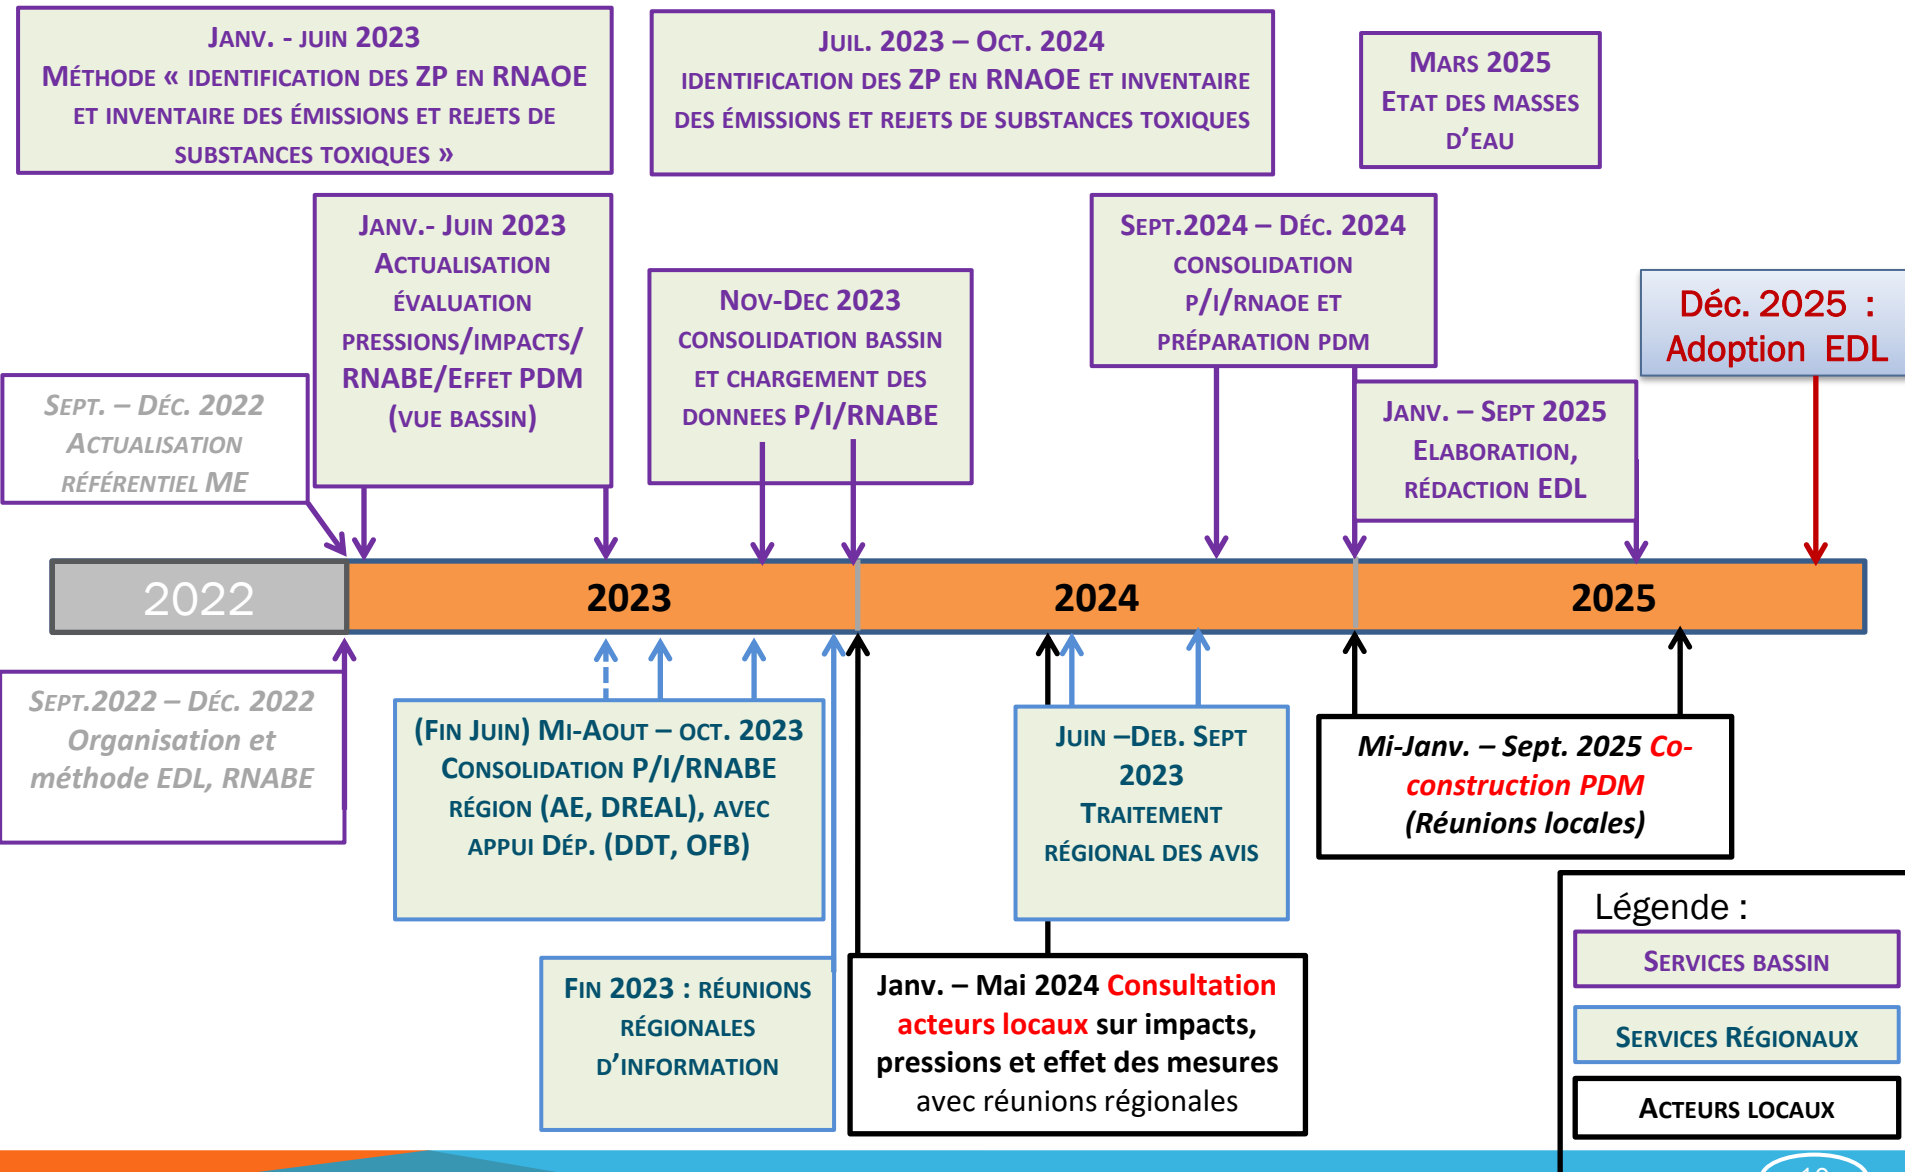 Janv. - juin 2023
Méthode « identification des ZP en RNAOE
et inventaire des émissions et rejets de
substances toxiques »
Juil. 2023 – Oct. 2024
identification des ZP en RNAOE et inventaire
des émissions et rejets de substances toxiques
Mars 2025
Etat des masses
d'eau
Janv.- Juin 2023
Actualisation
évaluation
pressions/impacts/
RNABE/Effet PDM
(vue bassin)
Nov-Dec 2023
consolidation bassin
et chargement des
donnees P/I/RNABE
Sept.2024 – Déc. 2024
consolidation
p/i/rnaoe et
préparation pdm
Déc. 2025 :
Adoption EDL
Sept. – Déc. 2022
Actualisation
référentiel ME
Janv. – Sept 2025
Elaboration,
rédaction EDL
2022
2023
2024
2025
Sept.2022 – Déc. 2022
Organisation et
méthode EDL, RNABE
(Fin Juin) Mi-Aout – oct. 2023
Consolidation P/I/RNABE
région (AE, DREAL), avec
appui Dép. (DDT, OFB)
Juin –Deb. Sept
2023
Traitement
régional des avis
Mi-Janv. – Sept. 2025 Co-
construction PDM
(Réunions locales)
Fin 2023 : réunions
régionales
d'information
Janv. – Mai 2024 Consultation
acteurs locaux sur impacts,
pressions et effet des mesures
avec réunions régionales
Légende :
Services bassin
Services Régionaux
Acteurs locaux